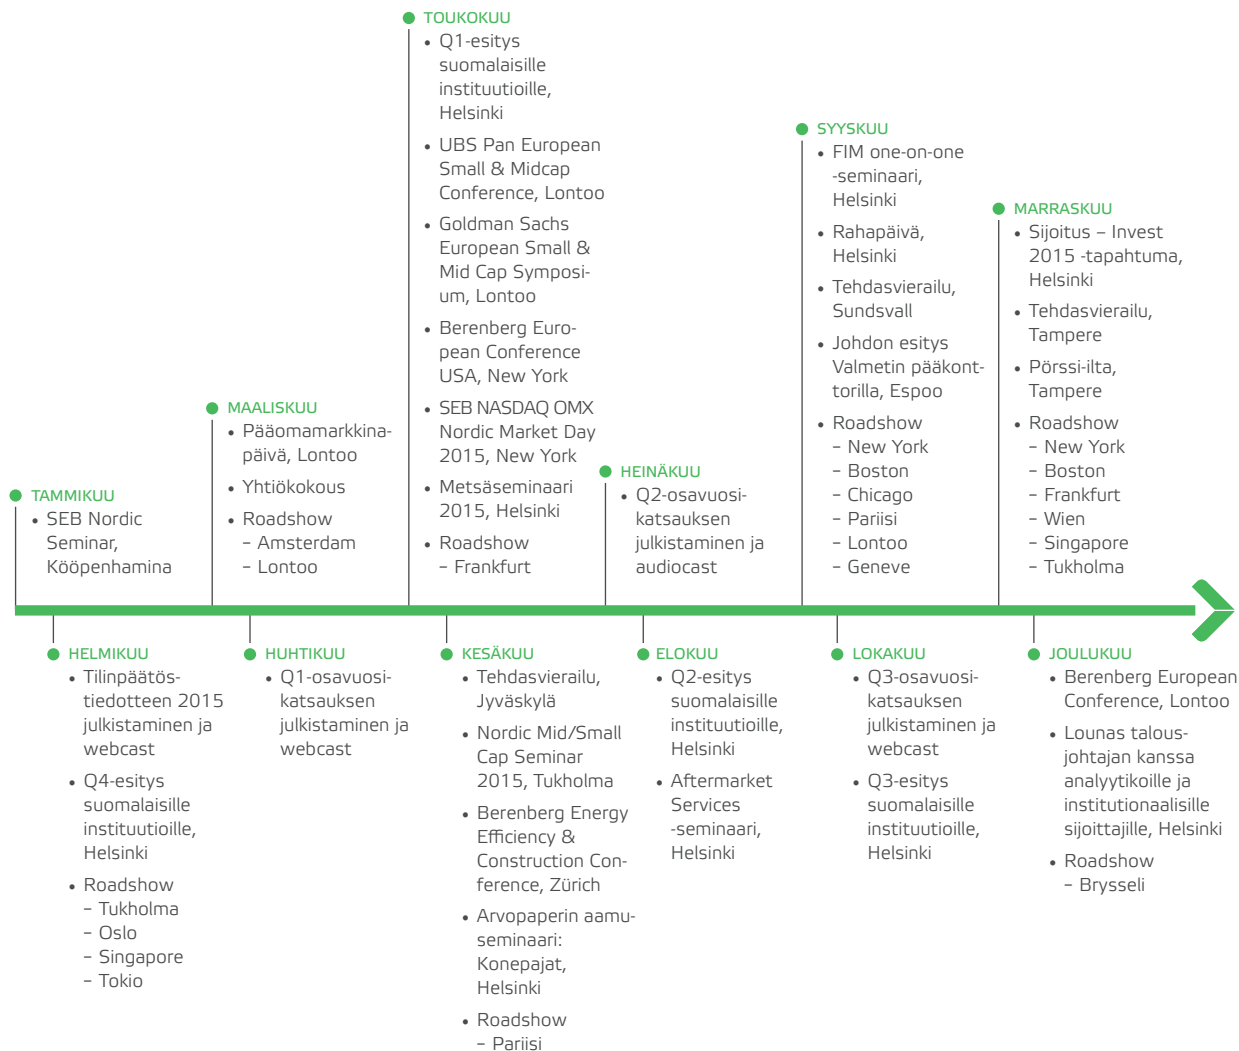 TAMMIKUU
• SEB Nordic
Seminar,
Kööpenhamina
HELMIKUU
• Tilinpäätös-
tiedotteen 2015
julkistaminen ja
webcast
• Q4-esitys
suomalaisille
instituutioille,
Helsinki
• Roadshow
– Tukholma
– Oslo
– Singapore
– Tokio
MAALISKUU
• Pääomamarkkina-
päivä, Lontoo
• Yhtiökokous
• Roadshow
– Amsterdam
– Lontoo
HUHTIKUU
• Q1-osavuosi-
katsauksen
julkistaminen ja
webcast
TOUKOKUU
• Q1-esitys
suomalaisille
instituutioille,
Helsinki
• UBS Pan European
Small & Midcap
Conference, Lontoo
• Goldman Sachs
European Small &
Mid Cap Symposi-
um, Lontoo
• Berenberg Euro-
pean Conference
USA, New York
• SEB NASDAQ OMX
Nordic Market Day
2015, New York
• Metsäseminaari
2015, Helsinki
• Roadshow
– Frankfurt
KESÄKUU
• Tehdasvierailu,
Jyväskylä
• Nordic Mid/Small
Cap Seminar
2015, Tukholma
• Berenberg Energy
Efficiency &
Construction Con-
ference, Zürich
• Arvopaperin aamu-
seminaari:
Konepajat,
Helsinki
• Roadshow
– Pariisi
HEINÄKUU
• Q2-osavuosi-
katsauksen
julkistaminen ja
audiocast
ELOKUU
• Q2-esitys
suomalaisille
instituutioille,
Helsinki
• Aftermarket
Services
-seminaari,
Helsinki
SYYSKUU
• FIM one-on-one
-seminaari,
Helsinki
• Rahapäivä,
Helsinki
• Tehdasvierailu,
Sundsvall
• Johdon esitys
Valmetin pääkont-
torilla, Espoo
• Roadshow
– New York
– Boston
– Chicago
– Pariisi
– Lontoo
– Geneve
LOKAKUU
• Q3-osavuosi-
katsauksen
julkistaminen ja
webcast
• Q3-esitys
suomalaisille
instituutioille,
Helsinki
MARRASKUU
• Sijoitus – Invest
2015 -tapahtuma,
Helsinki
• Tehdasvierailu,
Tampere
• Pörssi-ilta,
Tampere
• Roadshow
– New York
– Boston
– Frankfurt
– Wien
– Singapore
– Tukholma
JOULUKUU
• Berenberg European
Conference, Lontoo
• Lounas talous-
johtajan kanssa
analyytikoille ja
institutionaalisille
sijoittajille, Helsinki
• Roadshow
– Brysseli